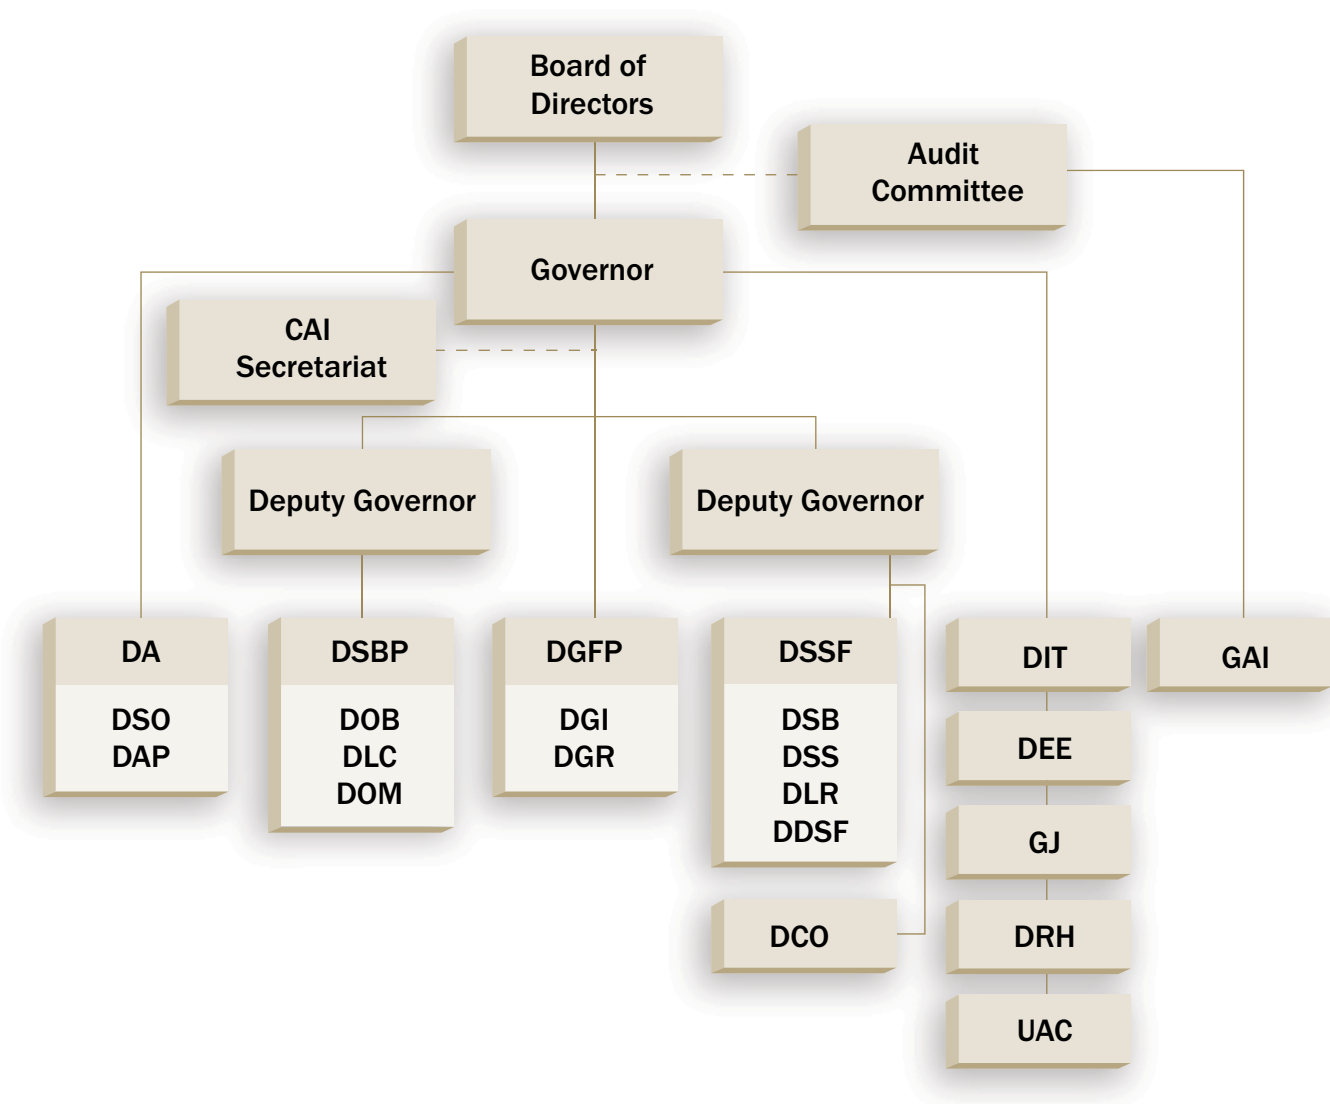 Board of
Directors
Audit
Committee
Governor
CAI
Secretariat
Deputy Governor
Deputy Governor
DA
DSO
DAP
DSBP
DOB
DLC
DOM
DGFP
DGI
DGR
DSSF
DSB
DSS
DLR
DDSF
DCO
DIT
DEE
GJ
DRH
UAC
GAI